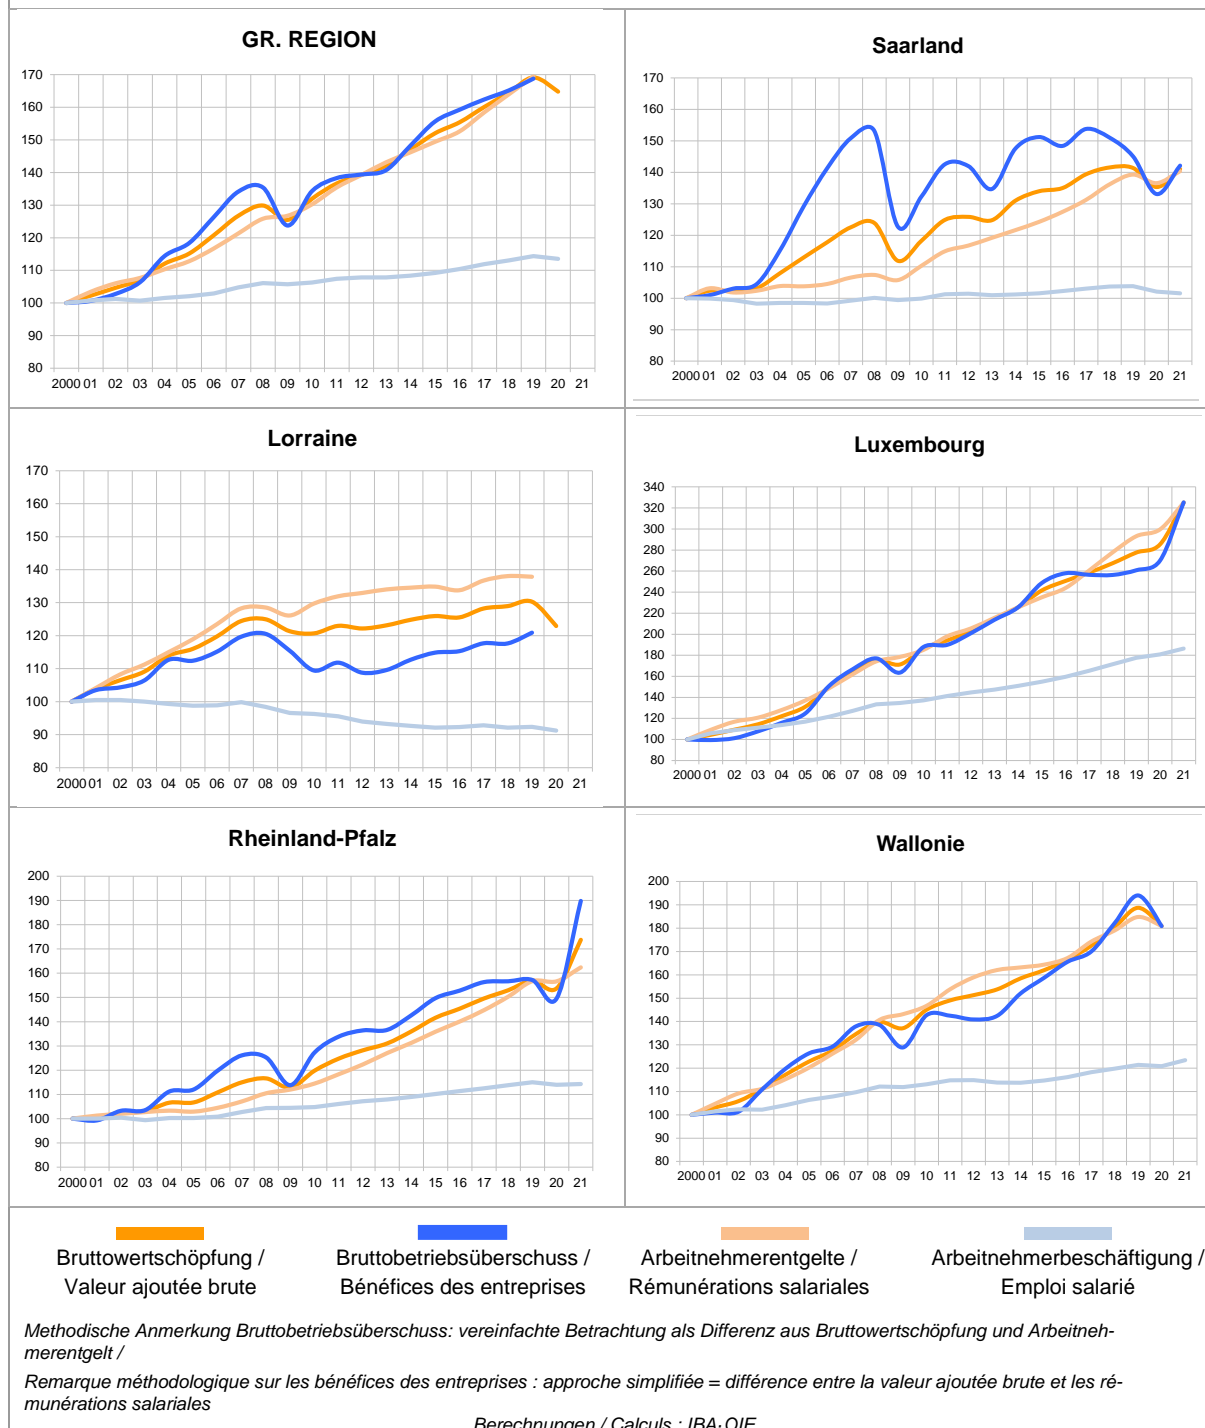 GR. REGION
170
160
150
140
130
120
110
100
90
80
2000 01 02 03 04 05 06 07 08 09 10 11 12 13 14 15 16 17 18 19 20 21
Saarland
170
160
150
140
130
120
110
100
90
80
2000 01 02 03 04 05 06 07 08 09 10 11 12 13 14 15 16 17 18 19 20 21
Lorraine
170
160
150
140
130
120
110
100
90
80
2000 01 02 03 04 05 06 07 08 09 10 11 12 13 14 15 16 17 18 19 20 21
Luxembourg
340
320
300
280
260
240
220
200
180
160
140
120
100
80
2000 01 02 03 04 05 06 07 08 09 10 11 12 13 14 15 16 17 18 19 20 21
Rheinland-Pfalz
200
190
180
170
160
150
140
130
120
110
100
90
80
2000 01 02 03 04 05 06 07 08 09 10 11 12 13 14 15 16 17 18 19 20 21
Wallonie
200
190
180
170
160
150
140
130
120
110
100
90
80
2000 01 02 03 04 05 06 07 08 09 10 11 12 13 14 15 16 17 18 19 20 21
Bruttowertschöpfung /
Valeur ajoutée brute
Bruttobetriebsüberschuss /
Bénéfices des entreprises
Arbeitnehmerentgelte /
Rémunérations salariales
Arbeitnehmerbeschäftigung /
Emploi salarié
Methodische Anmerkung Bruttobetriebsüberschuss: vereinfachte Betrachtung als Differenz aus Bruttowertschöpfung und Arbeitneh-
merentgelt /
Remarque méthodologique sur les bénéfices des entreprises : approche simplifiée = différence entre la valeur ajoutée brute et les ré-
munérations salariales
Berechnungen / Calculs : IBA·OIE